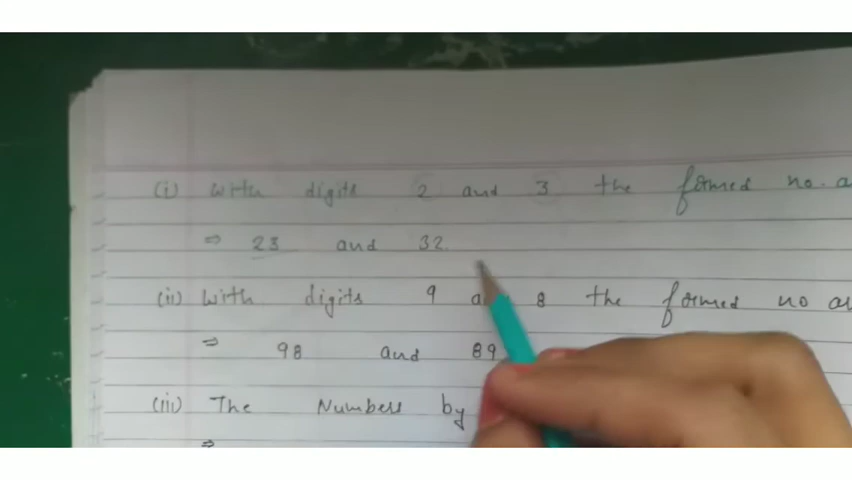 (i) With digits 2 and 3 the formed no. a
⇒ 23 and 32.
(ii) With digits 9 a 8 the formed no a
⇒ 98 and 89
(iii) The Numbers by
⇒